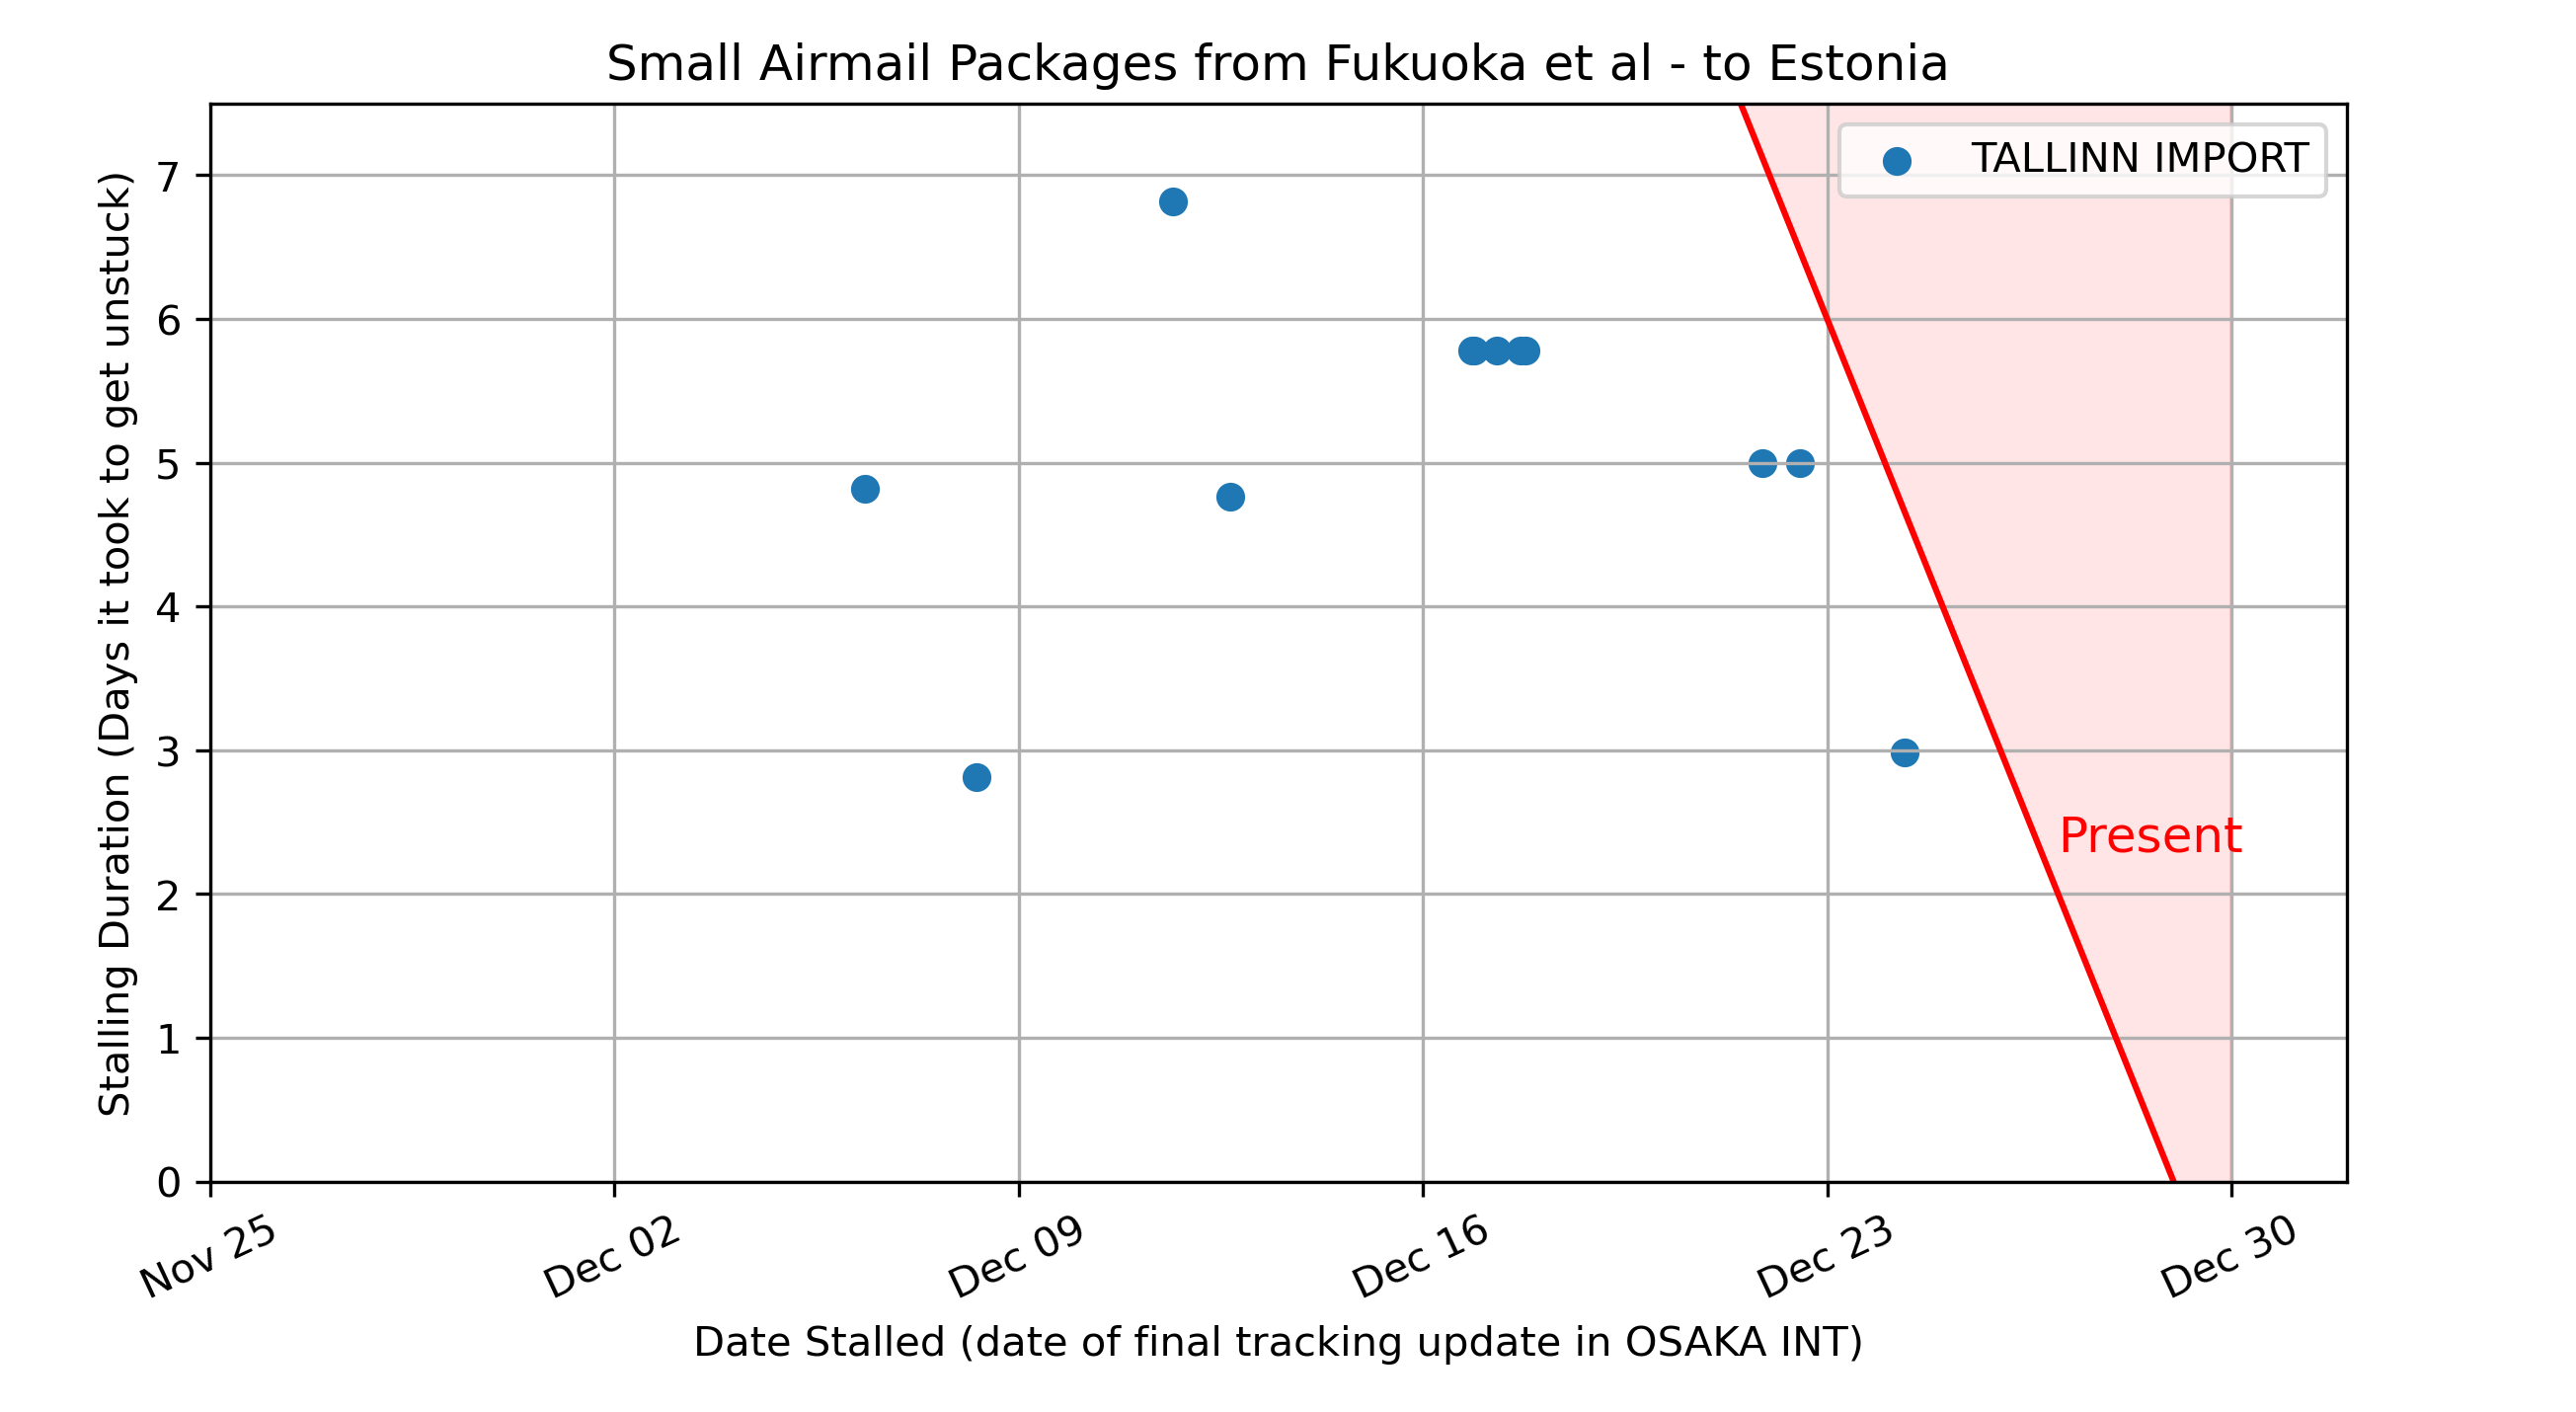 Small Airmail Packages from Fukuoka et al - to Estonia
TALLINN IMPORT
Stalling Duration (Days it took to get unstuck)
7
6
5
4
3
2
1
0
Present
Nov 25
Dec 02
Dec 09
Dec 16
Dec 23
Dec 30
Date Stalled (date of final tracking update in OSAKA INT)